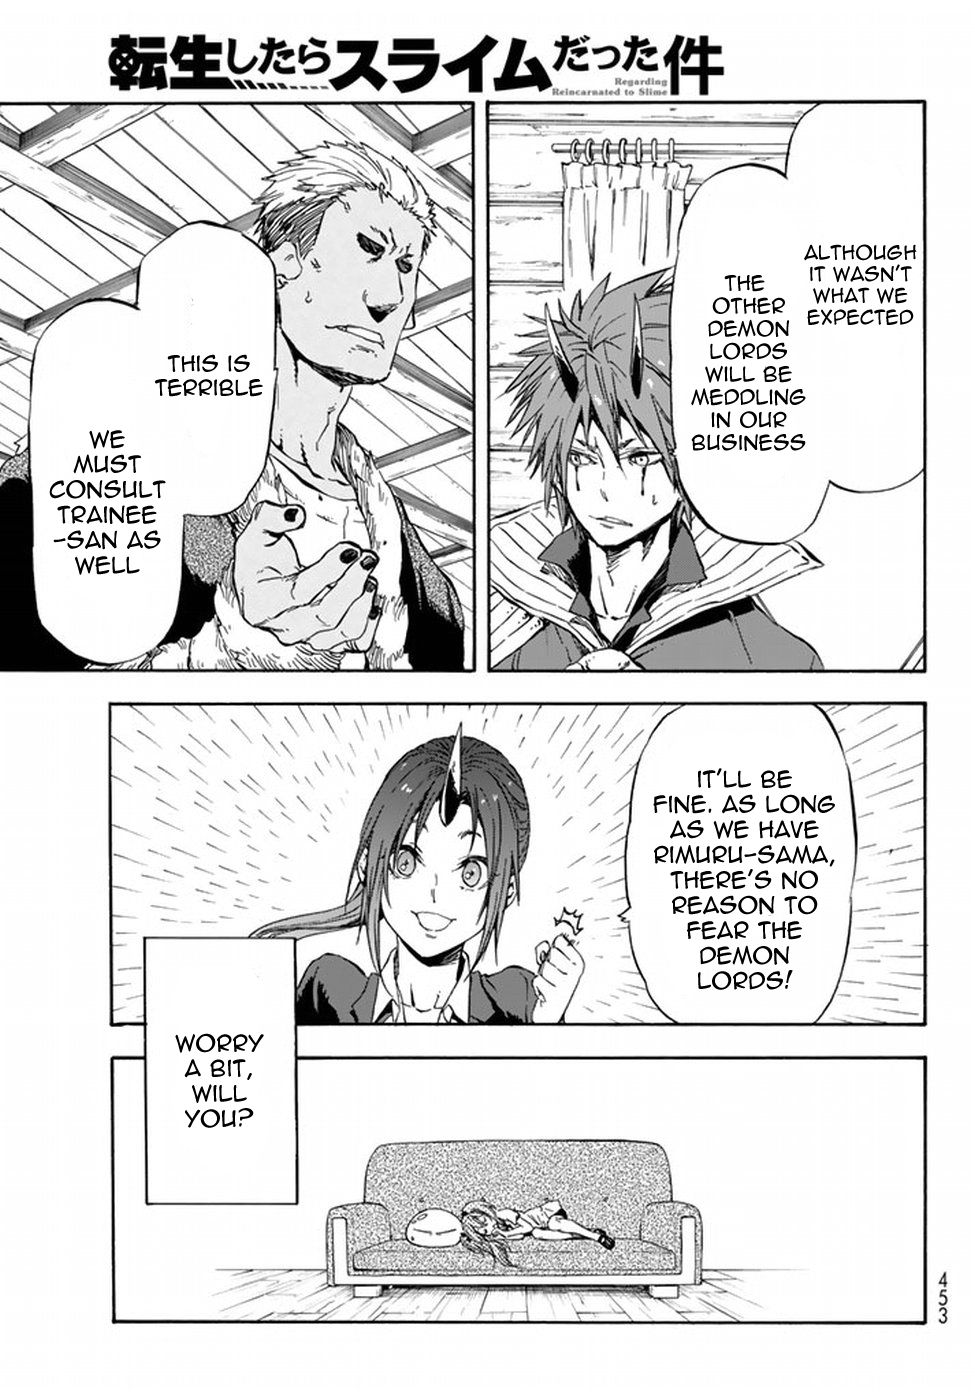 転生したらスライムだった件
Regarding
Reincarnated to Slime
ALTHOUGH
IT WASN'T
WHAT WE
EXPECTED
THE
OTHER
DEMON
LORDS
WILL BE
MEDDLING
IN OUR
BUSINESS
THIS IS
TERRIBLE
WE
MUST
CONSULT
TRAINEE
-SAN AS
WELL
IT'LL BE
FINE. AS LONG
AS WE HAVE
RIMURU-SAMA,
THERE'S NO
REASON TO
FEAR THE
DEMON
LORDS!
WORRY
A BIT,
WILL
YOU?
453